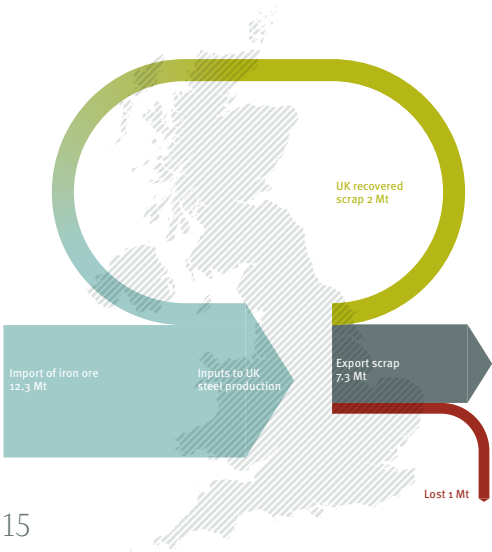 UK recovered
scrap 2 Mt
Import of iron ore
12.3 Mt
Inputs to UK
steel production
Export scrap
7.3 Mt
Lost 1 Mt
15